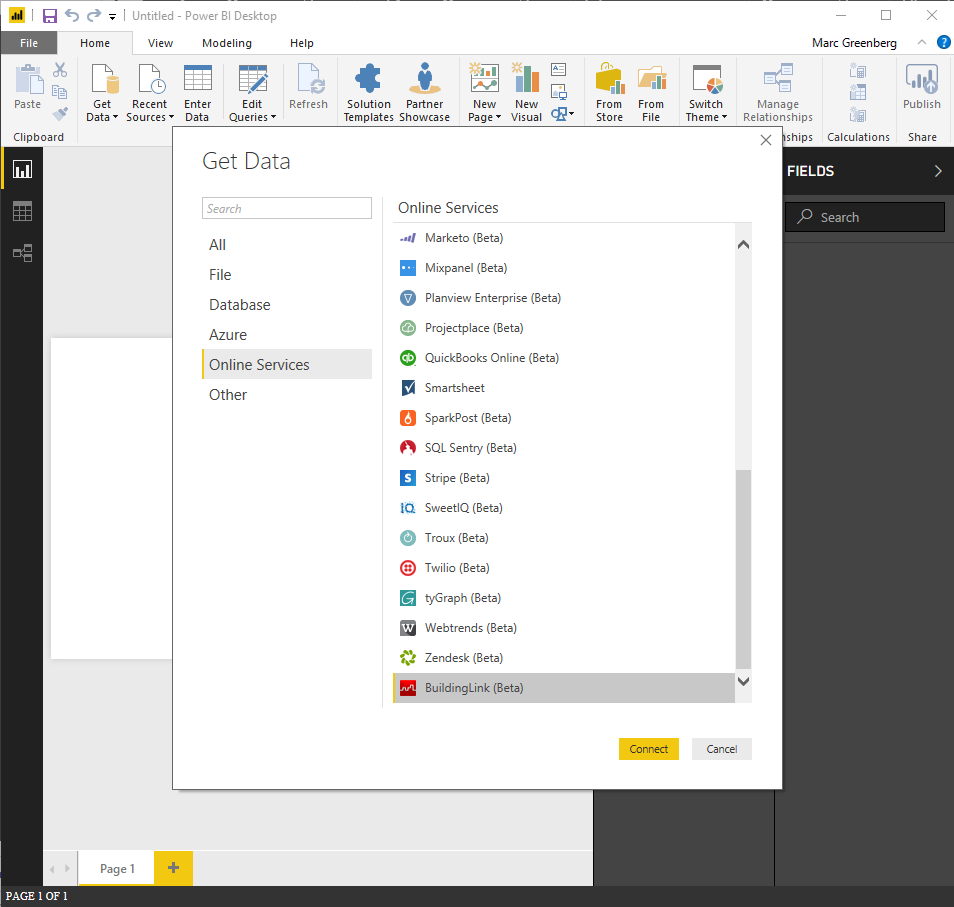 Untitled - Power BI Desktop
File Home View Modeling Help Marc Greenberg ?
Paste
Get Data
Recent Sources
Enter Data
Edit Queries
Refresh
Solution Templates
Partner Showcase
New Page
New Visual
From Store
From File
Switch Theme
Manage Relationships
Publish
Clipboard
nships
Calculations
Share
Get Data
Search
All
File
Database
Azure
Online Services
Other
Online Services
Marketo (Beta)
Mixpanel (Beta)
Planview Enterprise (Beta)
Projectplace (Beta)
QuickBooks Online (Beta)
Smartsheet
SparkPost (Beta)
SQL Sentry (Beta)
Stripe (Beta)
SweetIQ (Beta)
Troux (Beta)
Twilio (Beta)
tyGraph (Beta)
Webtrends (Beta)
Zendesk (Beta)
BuildingLink (Beta)
Connect
Cancel
FIELDS
Search
Page 1
PAGE 1 OF 1